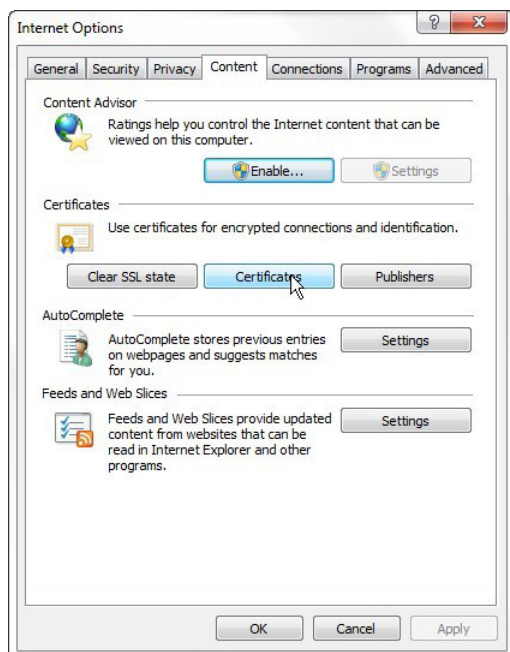 Internet Options
General Security Privacy Content Connections Programs Advanced
Content Advisor
Ratings help you control the Internet content that can be
viewed on this computer.
Enable... Settings
Certificates
Use certificates for encrypted connections and identification.
Clear SSL state Certificates Publishers
AutoComplete
AutoComplete stores previous entries
on webpages and suggests matches
for you.
Settings
Feeds and Web Slices
Feeds and Web Slices provide updated
content from websites that can be
read in Internet Explorer and other
programs.
Settings
OK Cancel Apply